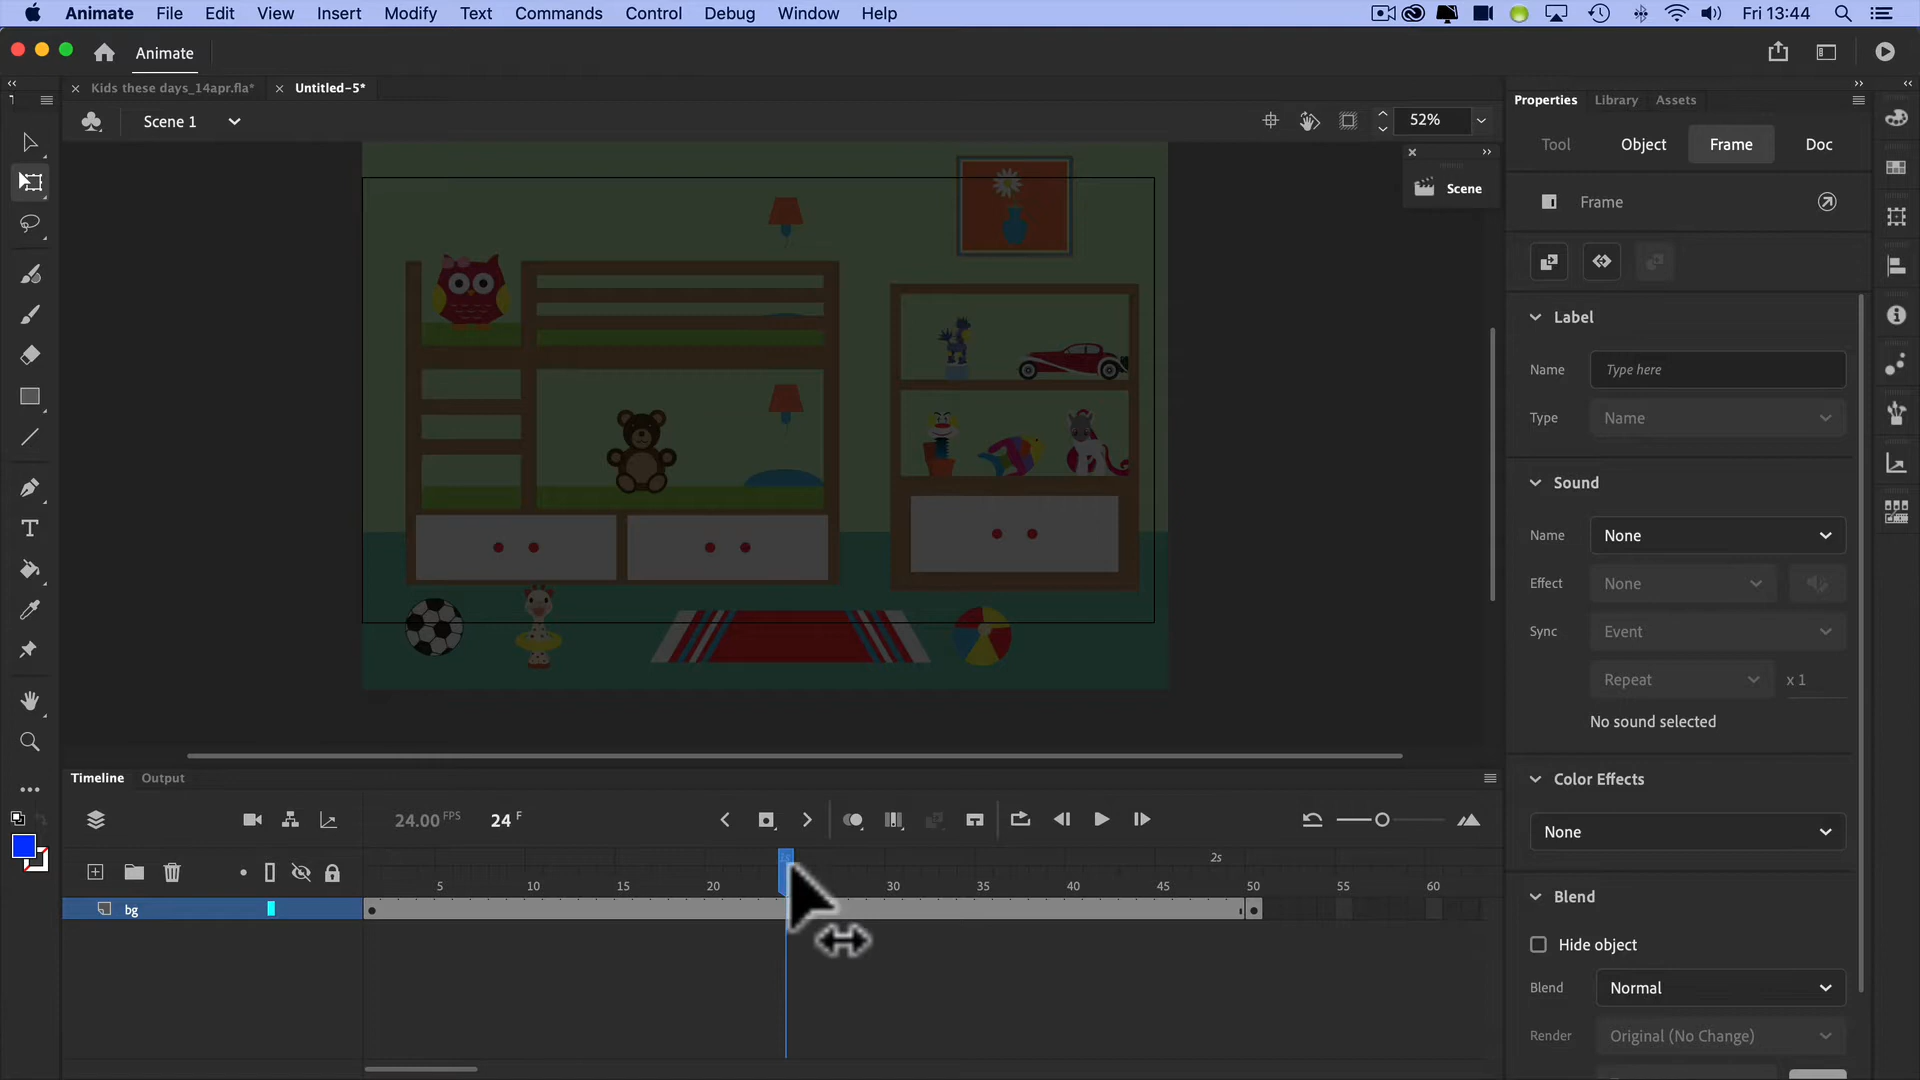 Animate File Edit View Insert Modify Text Commands Control Debug Window Help Fri 13:44
Animate
Kids these days_14apr.fla* Untitled-5*
Scene 1 52%
Scene
Properties Library Assets
Tool Object Frame Doc
Frame
Label
Name Type here
Type Name
Sound
Name None
Effect None
Sync Event
Repeat x 1
No sound selected
Color Effects
None
Blend
Hide object
Blend Normal
Render Original (No Change)
Timeline Output
24.00 FPS 24 F
1s 2s
5 10 15 20 30 35 40 45 50 55 60
bg